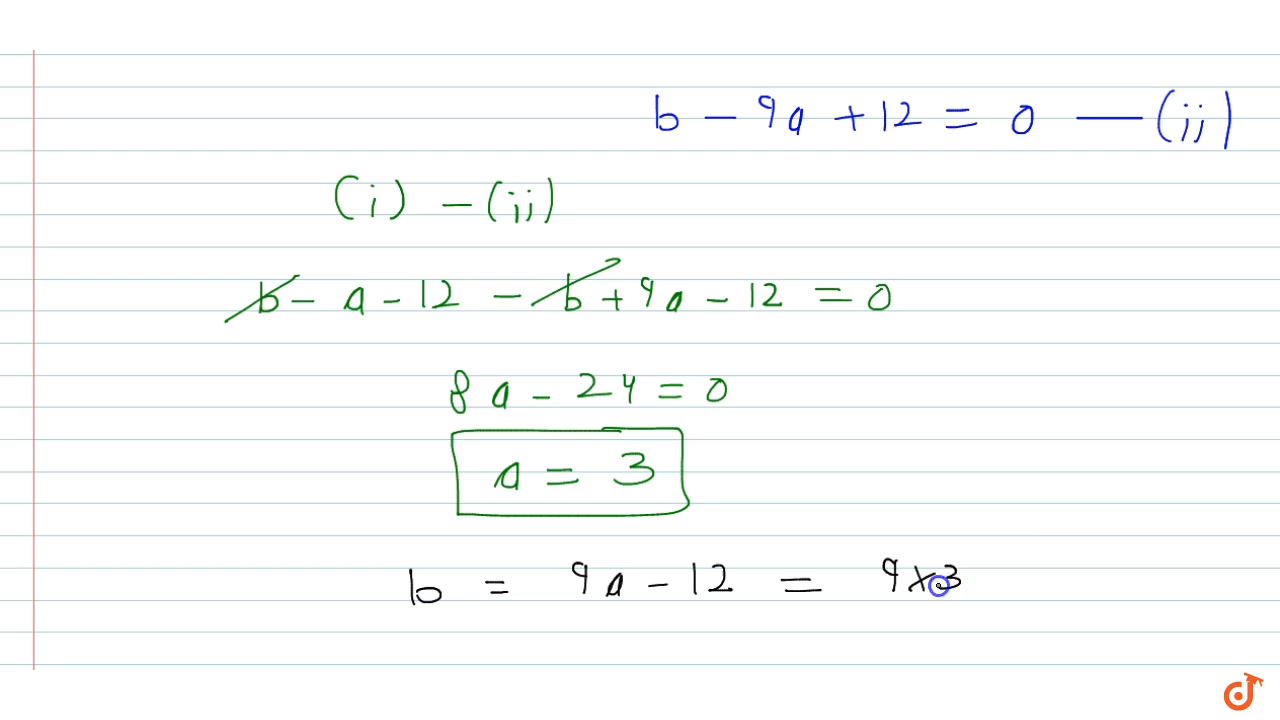 b - 9a + 12 = 0 — (ii)
(i) - (ii)
b - a - 12 - b + 9a - 12 = 0
8a - 24 = 0
a = 3
b = 9a - 12 = 9×3